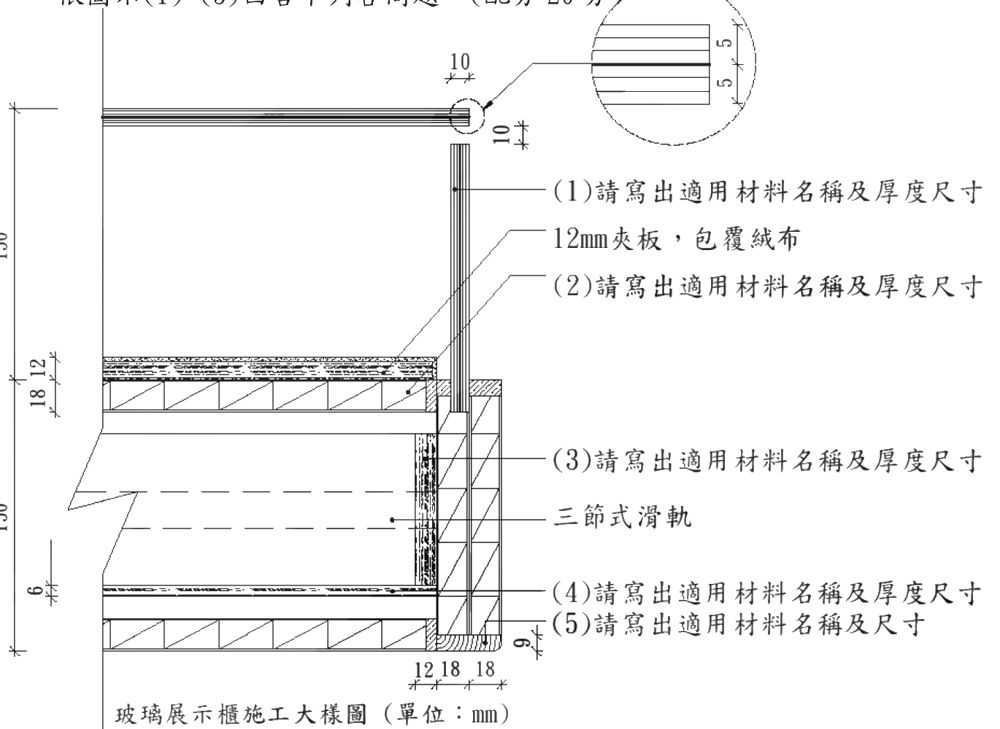 依圖示(1)-(5)回答下列各問題。(配分20分)
10
5
5
10
(1)請寫出適用材料名稱及厚度尺寸
12mm夾板，包覆絨布
(2)請寫出適用材料名稱及厚度尺寸
150
12
18
(3)請寫出適用材料名稱及厚度尺寸
三節式滑軌
150
6
(4)請寫出適用材料名稱及厚度尺寸
(5)請寫出適用材料名稱及尺寸
9
12 18 18
玻璃展示櫃施工大樣圖 (單位：mm)